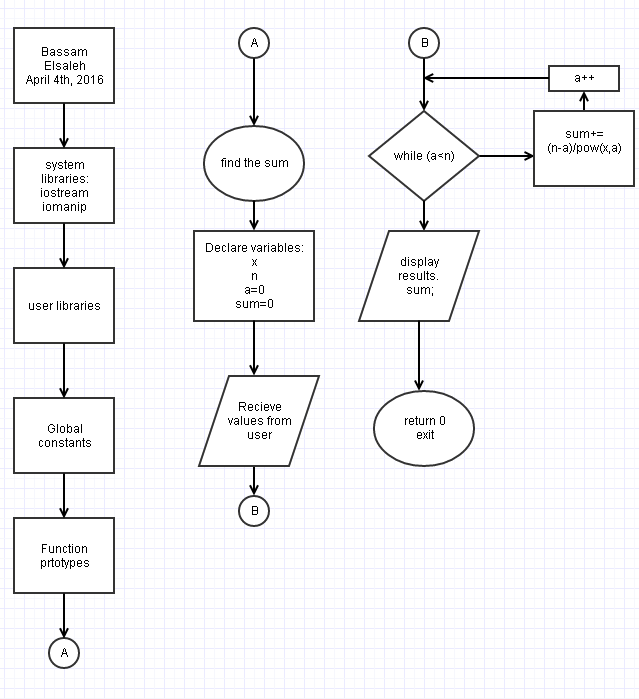 Bassam
Elsaleh
April 4th, 2016
system
libraries:
iostream
iomanip
user libraries
Global
constants
Function
prtotypes
A
A
find the sum
Declare variables:
x
n
a=0
sum=0
Recieve
values from
user
B
B
a++
while (a<n)
sum+=
(n-a)/pow(x,a)
display
results.
sum;
return 0
exit